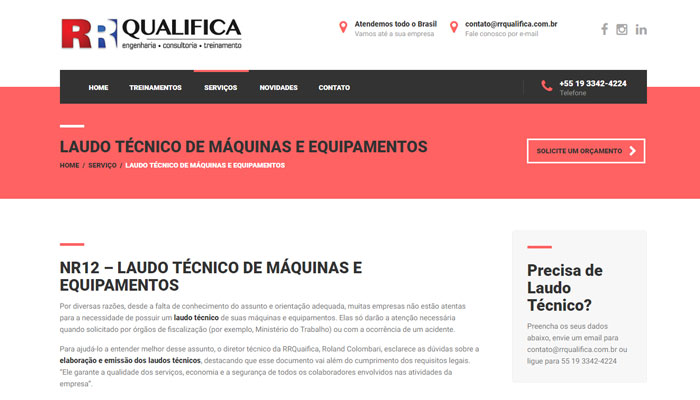 RR QUALIFICA
engenharia • consultoria • treinamento
Atendemos todo o Brasil
Vamos até a sua empresa
contato@rrqualifica.com.br
Fale conosco por e-mail
HOME TREINAMENTOS SERVIÇOS NOVIDADES CONTATO
+55 19 3342-4224
Telefone
LAUDO TÉCNICO DE MÁQUINAS E EQUIPAMENTOS
HOME / SERVIÇO / LAUDO TÉCNICO DE MÁQUINAS E EQUIPAMENTOS
SOLICITE UM ORÇAMENTO
NR12 – LAUDO TÉCNICO DE MÁQUINAS E
EQUIPAMENTOS
Por diversas razões, desde a falta de conhecimento do assunto e orientação adequada, muitas empresas não estão atentas
para a necessidade de possuir um laudo técnico de suas máquinas e equipamentos. Elas só darão a atenção necessária
quando solicitado por órgãos de fiscalização (por exemplo, Ministério do Trabalho) ou com a ocorrência de um acidente.
Para ajudá-lo a entender melhor desse assunto, o diretor técnico da RRQuaifica, Roland Colombari, esclarece as dúvidas sobre a
elaboração e emissão dos laudos técnicos, destacando que esse documento vai além do cumprimento dos requisitos legais.
“Ele garante a qualidade dos serviços, economia e a segurança de todos os colaboradores envolvidos nas atividades da
empresa”.
Precisa de
Laudo
Técnico?
Preencha os seus dados
abaixo, envie um email para
contato@rrqualifica.com.br ou
ligue para 55 19 3342-4224